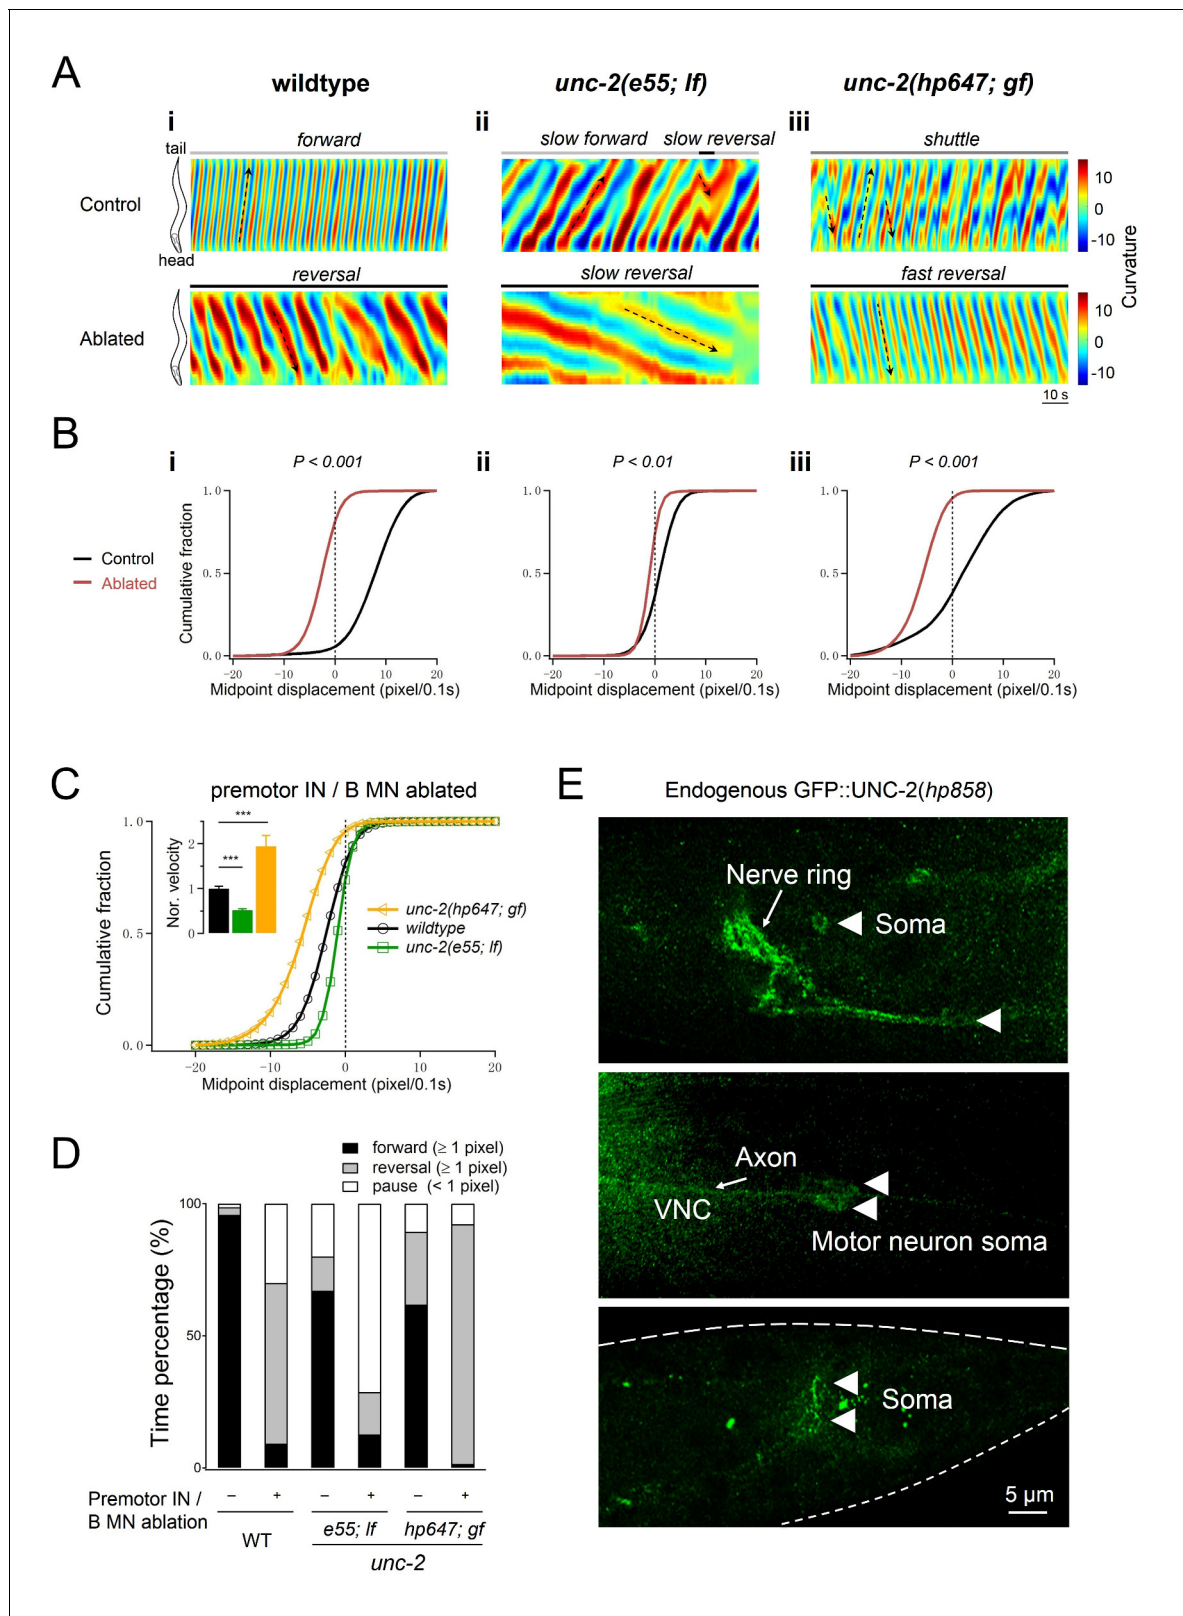 A
wildtype
unc-2(e55; lf)
unc-2(hp647; gf)
i
ii
iii
forward
slow forward
slow reversal
shuttle
tail
Control
head
10
0
-10
Curvature
reversal
slow reversal
fast reversal
Ablated
10
0
-10
10 s
B
i
P < 0.001
ii
P < 0.01
iii
P < 0.001
Control
Ablated
Cumulative fraction
1.0
0.5
0.0
-20
-10
0
10
20
Midpoint displacement (pixel/0.1s)
1.0
0.5
0.0
-20
-10
0
10
20
Midpoint displacement (pixel/0.1s)
1.0
0.5
0.0
-20
-10
0
10
20
Midpoint displacement (pixel/0.1s)
C
premotor IN / B MN ablated
Cumulative fraction
1.0
0.5
0.0
Nor. velocity
2
1
0
***
***
unc-2(hp647; gf)
wildtype
unc-2(e55; lf)
-20
-10
0
10
20
Midpoint displacement (pixel/0.1s)
D
forward (≥ 1 pixel)
reversal (≥ 1 pixel)
pause (< 1 pixel)
Time percentage (%)
100
50
0
Premotor IN /
B MN ablation
–
+
–
+
–
+
WT
e55; lf
hp647; gf
unc-2
E
Endogenous GFP::UNC-2(hp858)
Nerve ring
Soma
Axon
VNC
Motor neuron soma
Soma
5 µm